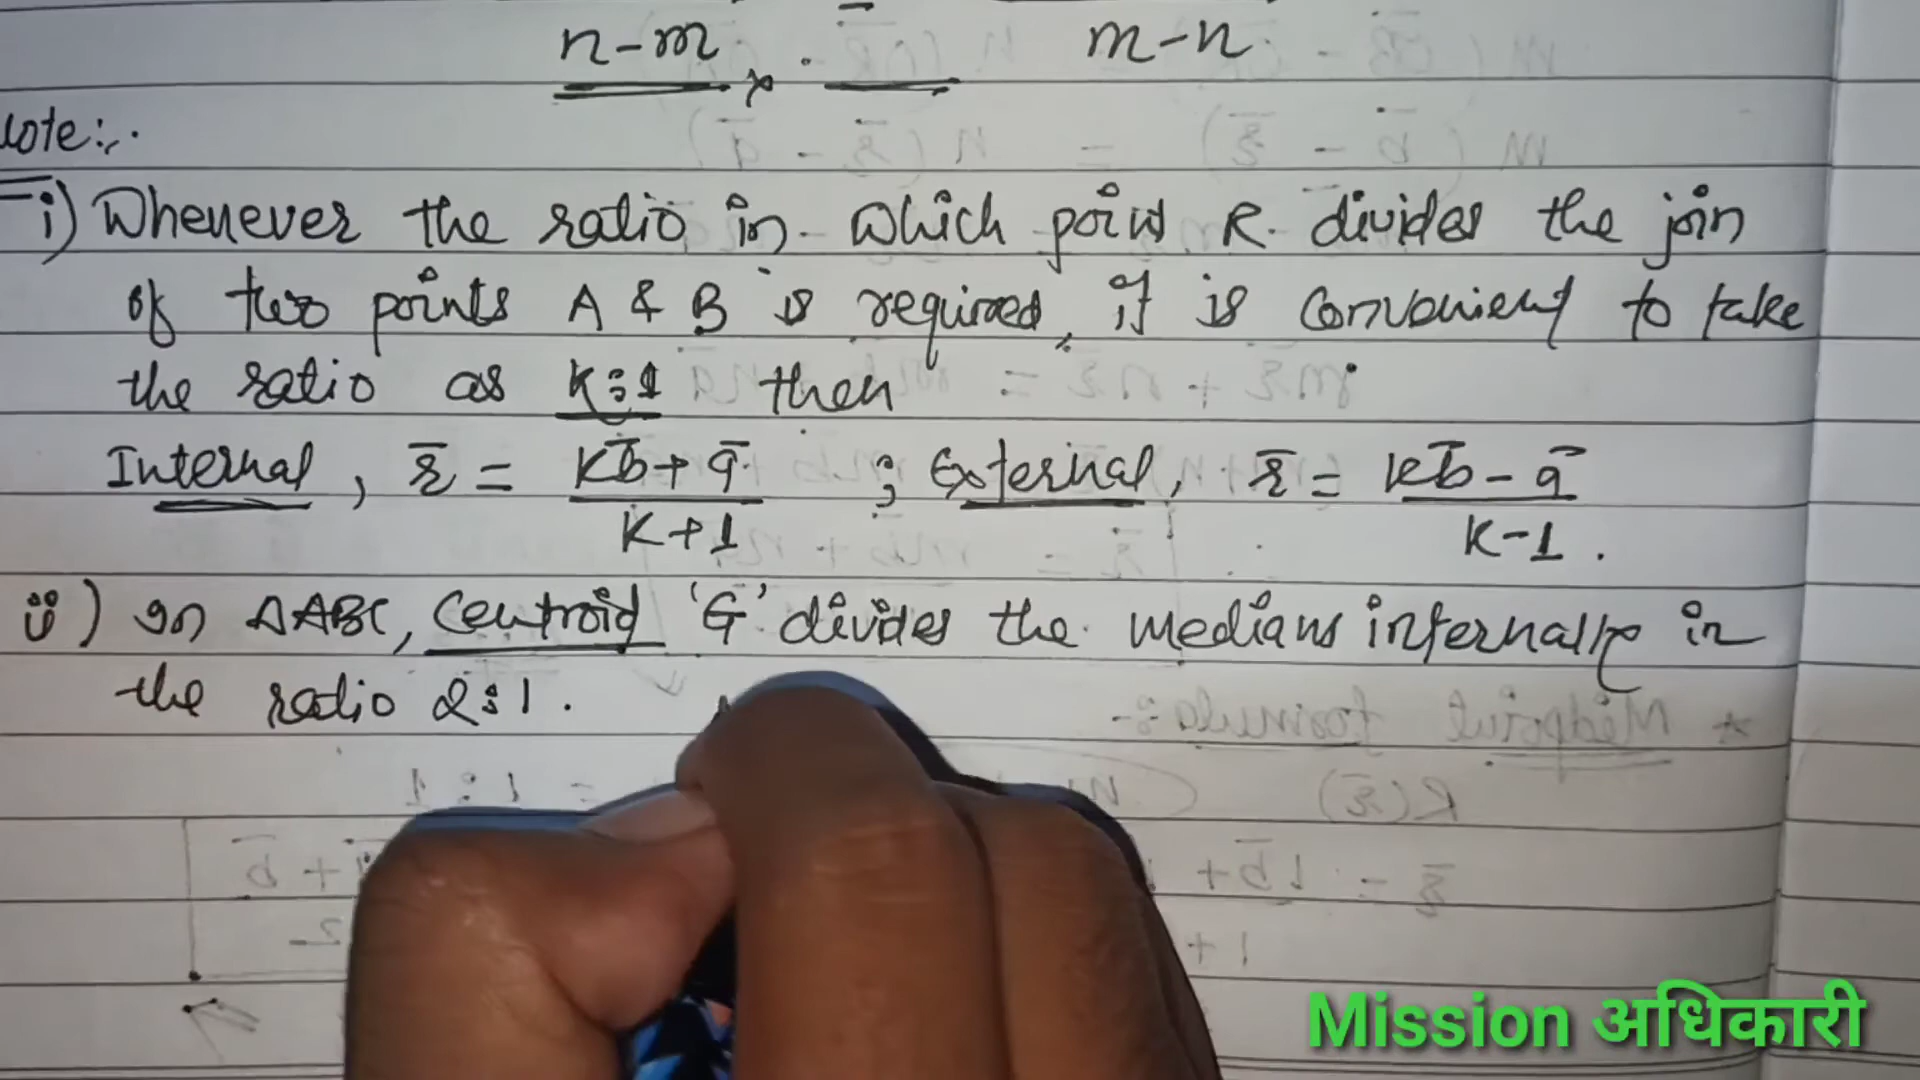 n-m . m-n
Note:-
i) Whenever the ratio in which point R divides the join
of two points A & B is required, it is convenient to take
the ratio as K:1 then
Internal, r̄ = kb̄ + ā / K+1 ; External, r̄ = kb̄ - ā / k-1.
ii) In ΔABC, Centroid 'G' divides the medians internally in
the ratio 2:1.
Mission अधिकारी